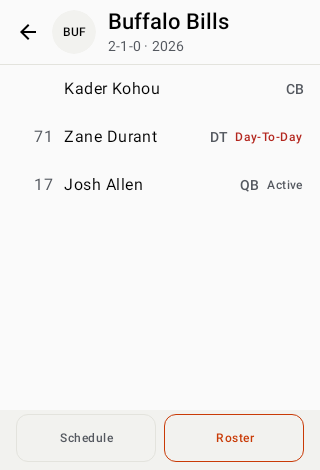 BUF
Buffalo Bills
2-1-0 · 2026
Kader Kohou CB
71 Zane Durant DT Day-To-Day
17 Josh Allen QB Active
Schedule Roster